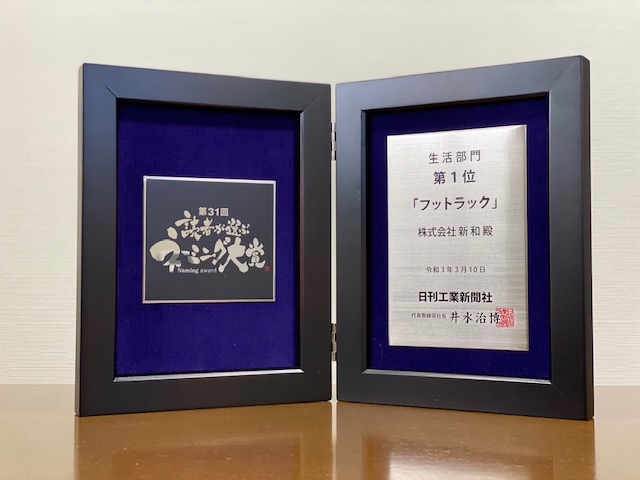 第31回
読者が選ぶ
ネーミング大賞
Naming award
生活部門
第1位
「フットラック」
株式会社新和殿
令和3年3月10日
日刊工業新聞社
代表取締役社長 井水治博